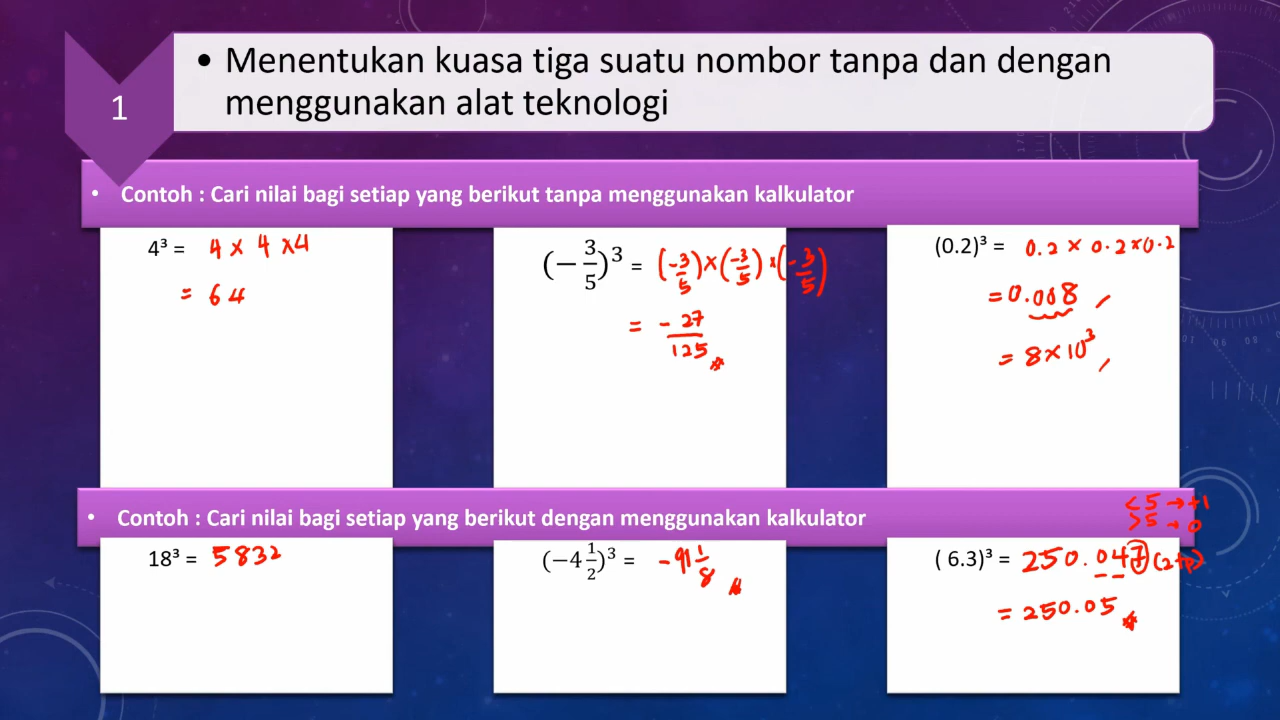 1
• Menentukan kuasa tiga suatu nombor tanpa dan dengan
menggunakan alat teknologi
• Contoh : Cari nilai bagi setiap yang berikut tanpa menggunakan kalkulator
4³ = 4 × 4 × 4
= 64
(−3/5)³ = (-3/5) × (-3/5) × (-3/5)
= -27/125
(0.2)³ = 0.2 × 0.2 × 0.2
= 0.008
= 8 × 10³
• Contoh : Cari nilai bagi setiap yang berikut dengan menggunakan kalkulator
< 5 → +1
> 5 → 0
18³ = 5832
(−4 1/2)³ = -91 1/8
( 6.3)³ = 250.047 (2 tp)
= 250.05